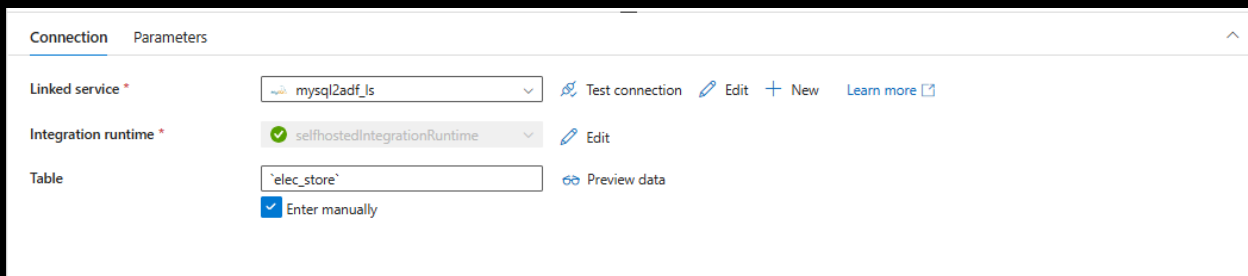 Connection Parameters
Linked service * mysql2adf_ls Test connection Edit New Learn more
Integration runtime * selfhostedIntegrationRuntime Edit
Table `elec_store` Preview data
Enter manually